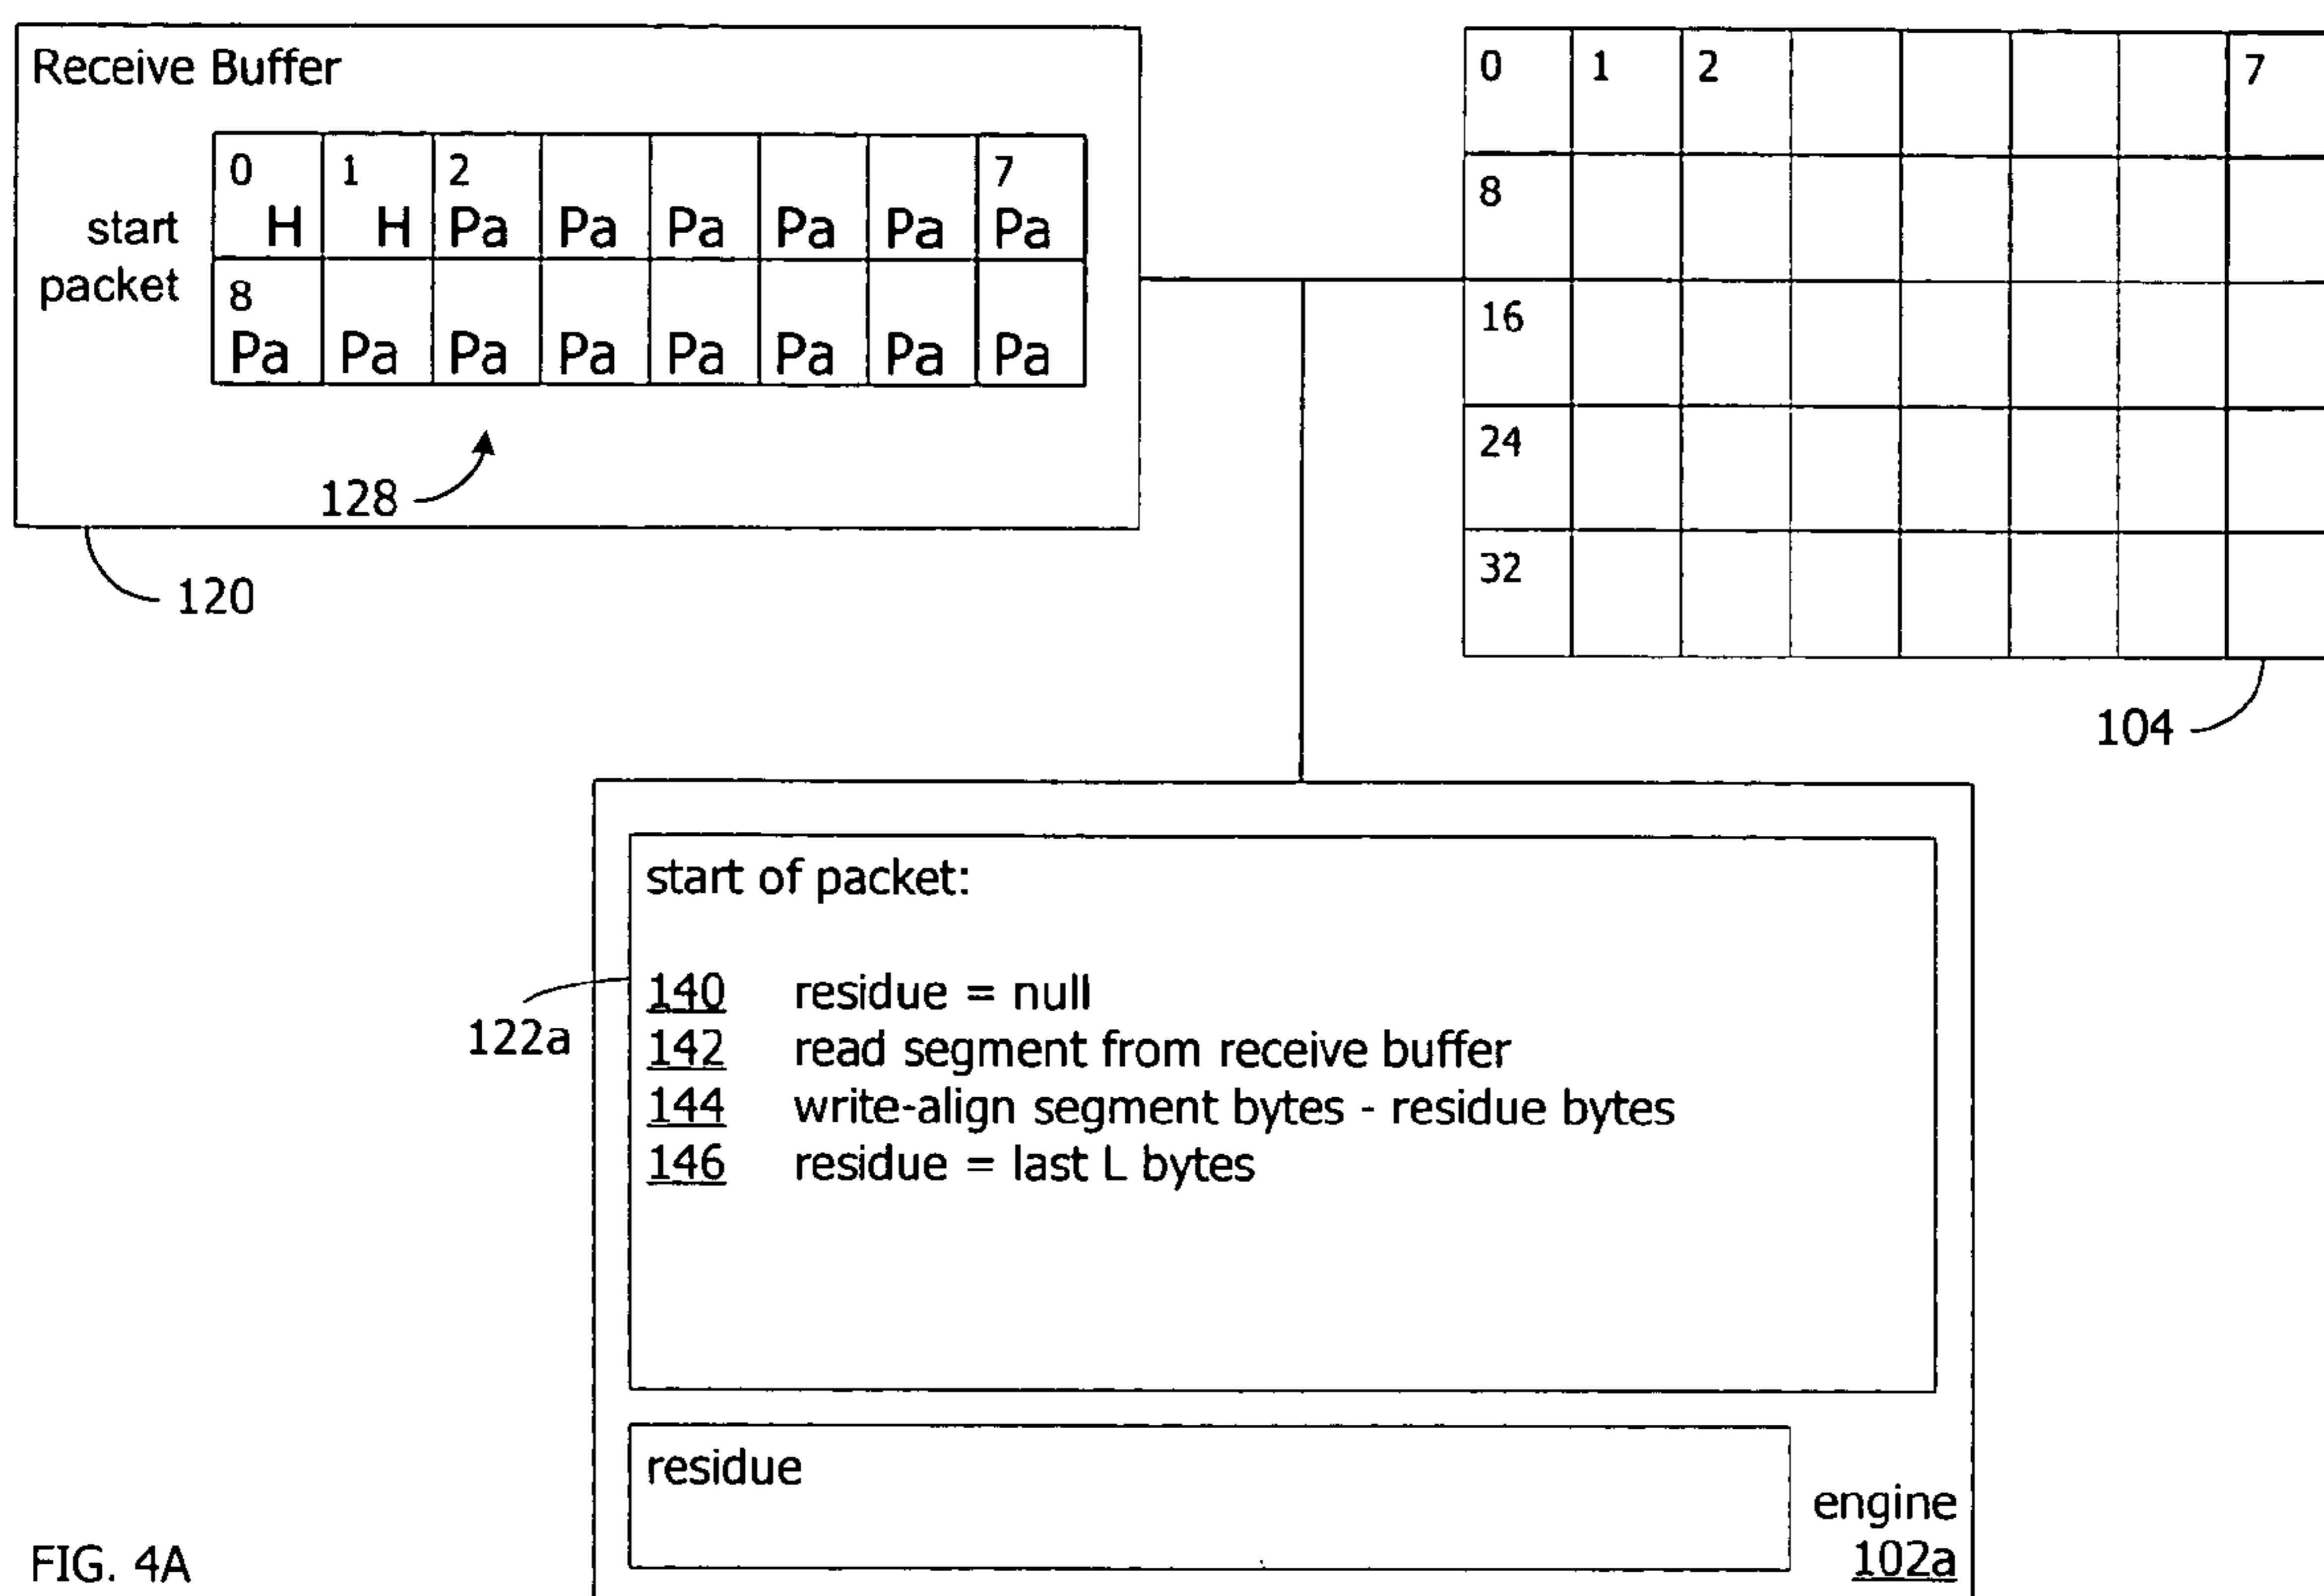 Receive Buffer
start
packet
0 1 2 7
H H Pa Pa Pa Pa Pa Pa
8
Pa Pa Pa Pa Pa Pa Pa Pa
128
120
0 1 2 7
8
16
24
32
104
start of packet:
140 residue = null
142 read segment from receive buffer
144 write-align segment bytes - residue bytes
146 residue = last L bytes
122a
residue
engine
102a
FIG. 4A